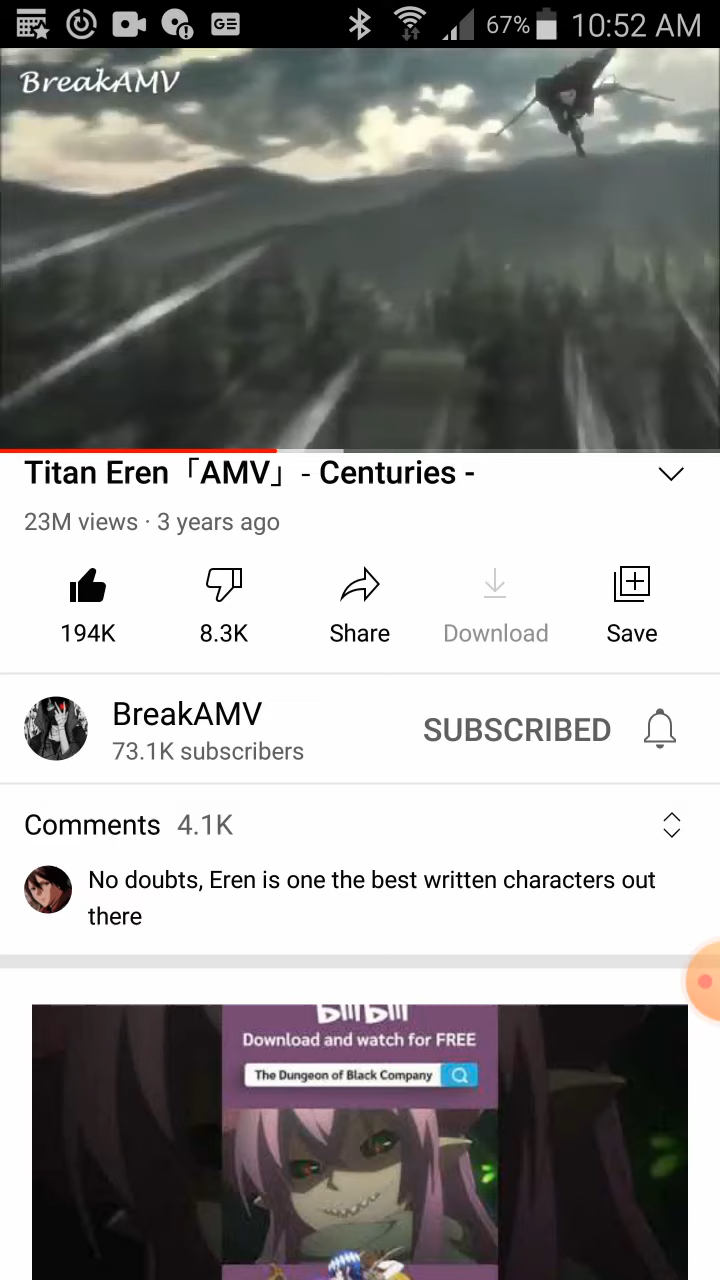 GE 67% 10:52 AM
BreakAMV
Titan Eren「AMV」 - Centuries -
23M views · 3 years ago
194K 8.3K Share Download Save
BreakAMV
73.1K subscribers
SUBSCRIBED
Comments 4.1K
No doubts, Eren is one the best written characters out
there
Download and watch for FREE
The Dungeon of Black Company